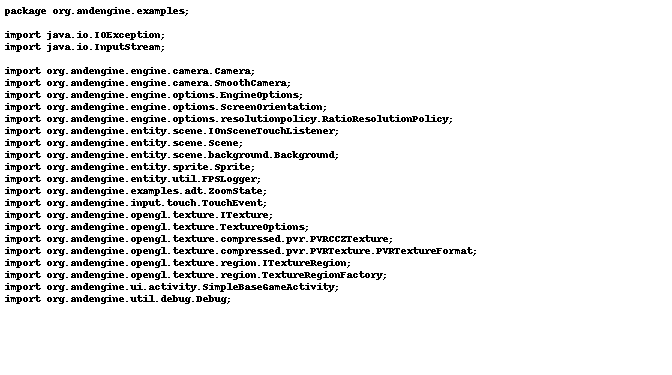 package org.andengine.examples;

import java.io.IOException;
import java.io.InputStream;

import org.andengine.engine.camera.Camera;
import org.andengine.engine.camera.SmoothCamera;
import org.andengine.engine.options.EngineOptions;
import org.andengine.engine.options.ScreenOrientation;
import org.andengine.engine.options.resolutionpolicy.RatioResolutionPolicy;
import org.andengine.entity.scene.IOnSceneTouchListener;
import org.andengine.entity.scene.Scene;
import org.andengine.entity.scene.background.Background;
import org.andengine.entity.sprite.Sprite;
import org.andengine.entity.util.FPSLogger;
import org.andengine.examples.adt.ZoomState;
import org.andengine.input.touch.TouchEvent;
import org.andengine.opengl.texture.ITexture;
import org.andengine.opengl.texture.TextureOptions;
import org.andengine.opengl.texture.compressed.pvr.PVRCCZTexture;
import org.andengine.opengl.texture.compressed.pvr.PVRTexture.PVRTextureFormat;
import org.andengine.opengl.texture.region.ITextureRegion;
import org.andengine.opengl.texture.region.TextureRegionFactory;
import org.andengine.ui.activity.SimpleBaseGameActivity;
import org.andengine.util.debug.Debug;